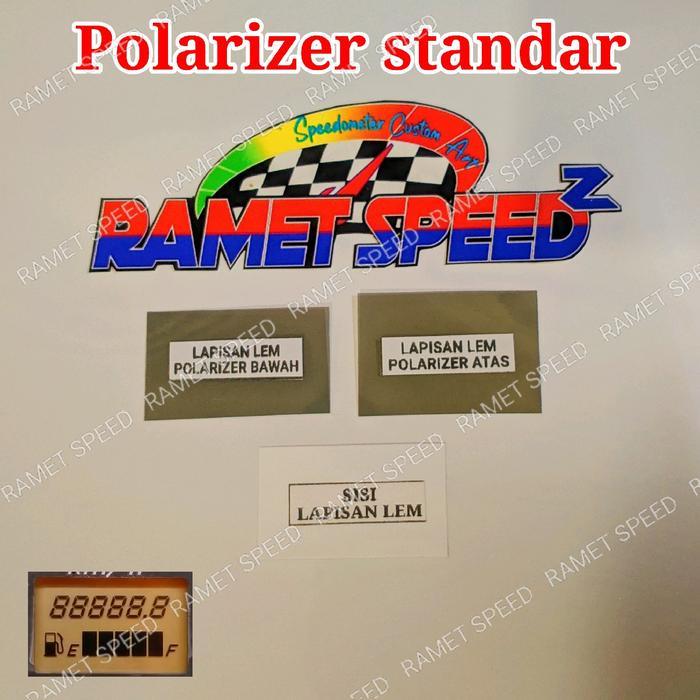 Polarizer standar
Speedometer Custom Art
RAMET SPEED Z
LAPISAN LEM
POLARIZER BAWAH
LAPISAN LEM
POLARIZER ATAS
SISI
LAPISAN LEM
88888.8
E F
RAMET SPEED